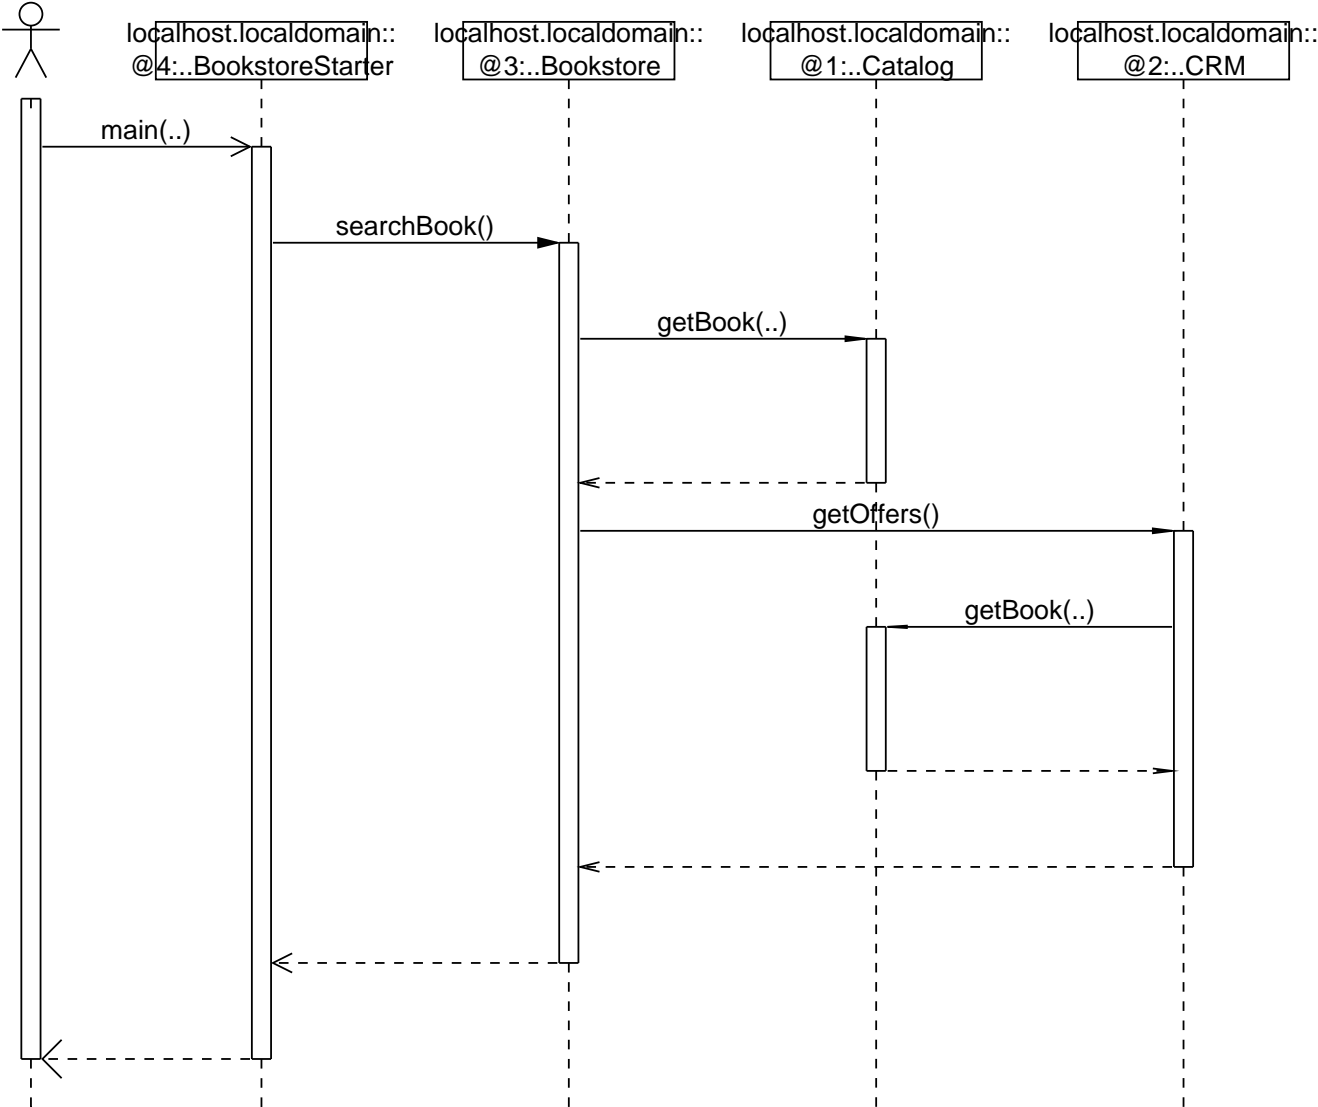 localhost.localdomain::
@4:..BookstoreStarter
localhost.localdomain::
@3:..Bookstore
localhost.localdomain::
@1:..Catalog
localhost.localdomain::
@2:..CRM
main(..)
searchBook()
getBook(..)
getOffers()
getBook(..)